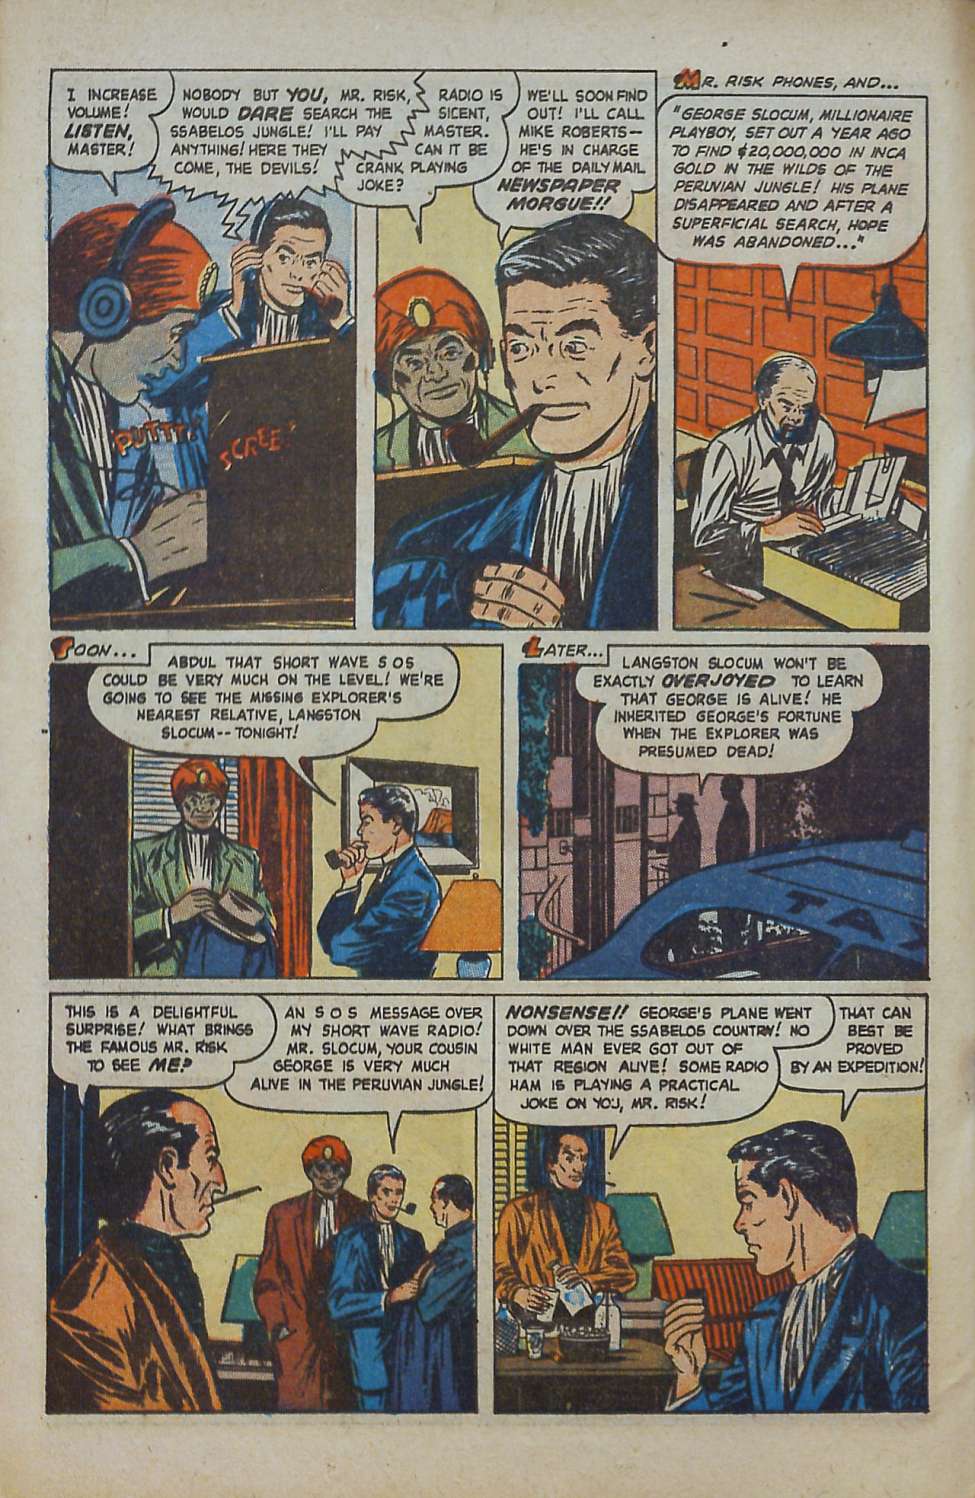 I INCREASE
VOLUME!
LISTEN,
MASTER!
NOBODY BUT YOU, MR. RISK,
WOULD DARE SEARCH THE
SSABELOS JUNGLE! I'LL PAY
ANYTHING! HERE THEY
COME, THE DEVILS!
PUTTT!
SCREE!
RADIO IS
SICENT,
MASTER.
CAN IT BE
CRANK PLAYING
JOKE?
WE'LL SOON FIND
OUT! I'LL CALL
MIKE ROBERTS—
HE'S IN CHARGE
OF THE DAILY MAIL
NEWSPAPER
MORGUE!!
MR. RISK PHONES, AND...
"GEORGE SLOCUM, MILLIONAIRE
PLAYBOY, SET OUT A YEAR AGO
TO FIND $20,000,000 IN INCA
GOLD IN THE WILDS OF THE
PERUVIAN JUNGLE! HIS PLANE
DISAPPEARED AND AFTER A
SUPERFICIAL SEARCH, HOPE
WAS ABANDONED..."
SOON...
ABDUL THAT SHORT WAVE S O S
COULD BE VERY MUCH ON THE LEVEL! WE'RE
GOING TO SEE THE MISSING EXPLORER'S
NEAREST RELATIVE, LANGSTON
SLOCUM-- TONIGHT!
LATER...
LANGSTON SLOCUM WON'T BE
EXACTLY OVERJOYED TO LEARN
THAT GEORGE IS ALIVE! HE
INHERITED GEORGE'S FORTUNE
WHEN THE EXPLORER WAS
PRESUMED DEAD!
TAX
THIS IS A DELIGHTFUL
SURPRISE! WHAT BRINGS
THE FAMOUS MR. RISK
TO SEE ME?
AN S O S MESSAGE OVER
MY SHORT WAVE RADIO!
MR. SLOCUM, YOUR COUSIN
GEORGE IS VERY MUCH
ALIVE IN THE PERUVIAN JUNGLE!
NONSENSE!! GEORGE'S PLANE WENT
DOWN OVER THE SSABELOS COUNTRY! NO
WHITE MAN EVER GOT OUT OF
THAT REGION ALIVE! SOME RADIO
HAM IS PLAYING A PRACTICAL
JOKE ON YOU, MR. RISK!
THAT CAN
BEST BE
PROVED
BY AN EXPEDITION!